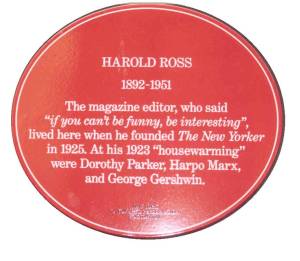 HAROLD ROSS
1892-1951
The magazine editor, who said
"if you can't be funny, be interesting",
lived here when he founded The New Yorker
in 1925. At his 1923 "housewarming"
were Dorothy Parker, Harpo Marx,
and George Gershwin.